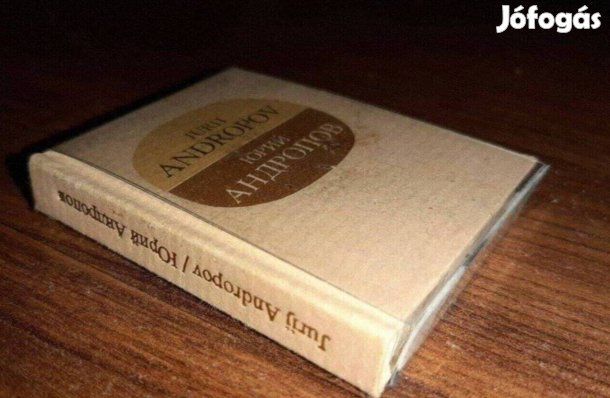 Jófogás
JURIJ
ANDROPOV
ЮРИЙ
АНДРОПОВ
Jurij Andropov / Юрий Андропов